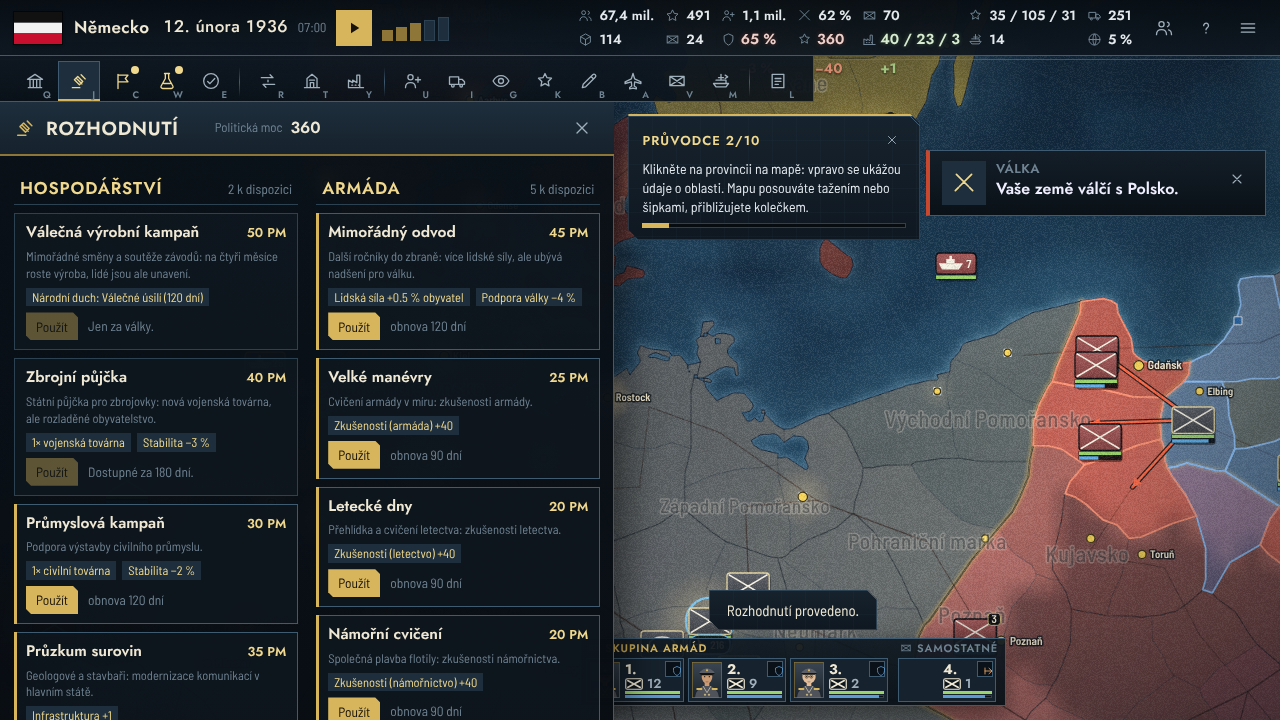 Německo
12. února 1936
07:00
67,4 mil.
491
1,1 mil.
62 %
70
35 / 105 / 31
251
114
24
65 %
360
40 / 23 / 3
14
5 %
−40
+1
Q
I
C
W
E
R
T
Y
U
I
G
K
B
A
V
M
L
ROZHODNUTÍ
Politická moc 360
HOSPODÁŘSTVÍ
2 k dispozici
Válečná výrobní kampaň
50 PM
Mimořádné směny a soutěže závodů: na čtyři měsíce
roste výroba, lidé jsou ale unavení.
Národní duch: Válečné úsilí (120 dní)
Použít
Jen za války.
Zbrojní půjčka
40 PM
Státní půjčka pro zbrojovky: nová vojenská továrna,
ale rozladěné obyvatelstvo.
1× vojenská továrna
Stabilita −3 %
Použít
Dostupné za 180 dní.
Průmyslová kampaň
30 PM
Podpora výstavby civilního průmyslu.
1× civilní továrna
Stabilita −2 %
Použít
obnova 120 dní
Průzkum surovin
35 PM
Geologové a stavbaři: modernizace komunikací v
hlavním státě.
Infrastruktura +1
ARMÁDA
5 k dispozici
Mimořádný odvod
45 PM
Další ročníky do zbraně: více lidské síly, ale ubývá
nadšení pro válku.
Lidská síla +0.5 % obyvatel
Podpora války −4 %
Použít
obnova 120 dní
Velké manévry
25 PM
Cvičení armády v míru: zkušenosti armády.
Zkušenosti (armáda) +40
Použít
obnova 90 dní
Letecké dny
20 PM
Přehlídka a cvičení letectva: zkušenosti letectva.
Zkušenosti (letectvo) +40
Použít
obnova 90 dní
Námořní cvičení
20 PM
Společná plavba flotily: zkušenosti námořnictva.
Zkušenosti (námořnictvo) +40
Použít
obnova 90 dní
PRŮVODCE 2/10
Klikněte na provincii na mapě: vpravo se ukážou
údaje o oblasti. Mapu posouváte tažením nebo
šipkami, přibližujete kolečkem.
VÁLKA
Vaše země válčí s Polskem.
7
Gdaňsk
Elbing
Rostock
Východní Pomořansko
Západní Pomořansko
Pohraniční marka
Kujavsko
Toruň
Poznaň
3
Poznaň
Neumark
Rozhodnutí provedeno.
KUPINA ARMÁD
SAMOSTATNÉ
1.
12
2.
9
3.
2
4.
1